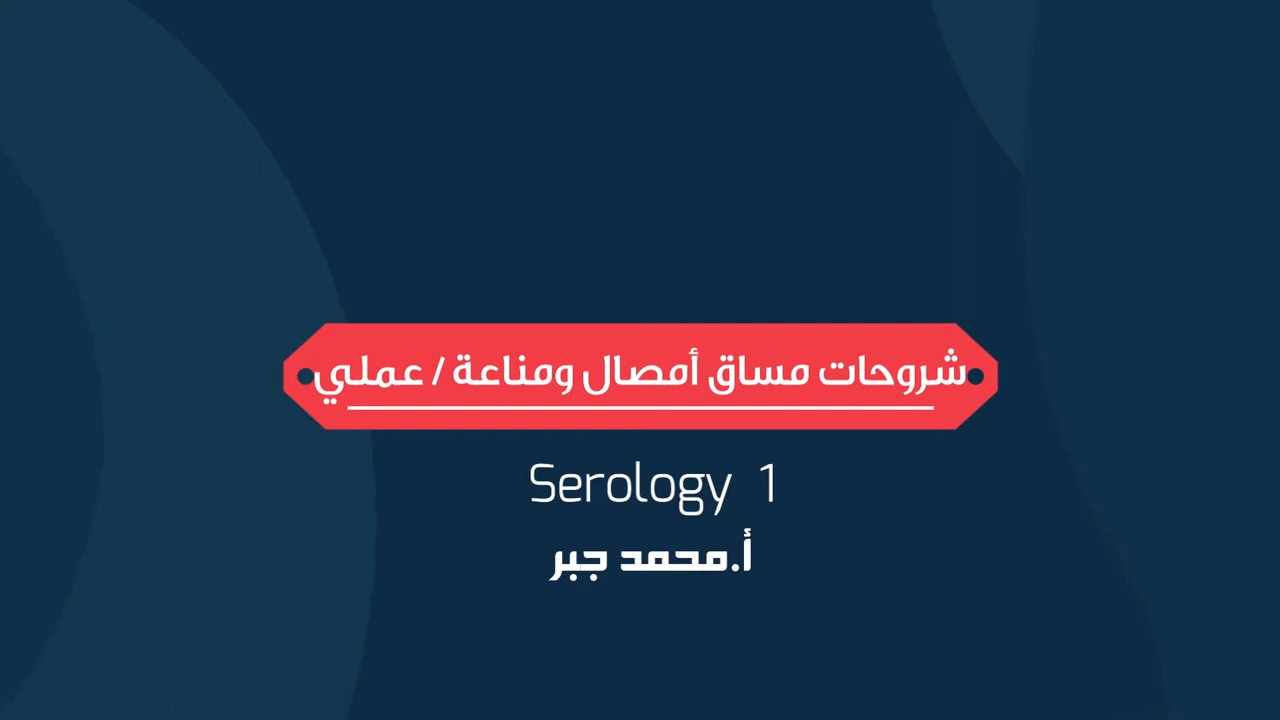 شروحات مساق أمصال ومناعة / عملي
Serology 1
أ.محمد جبر